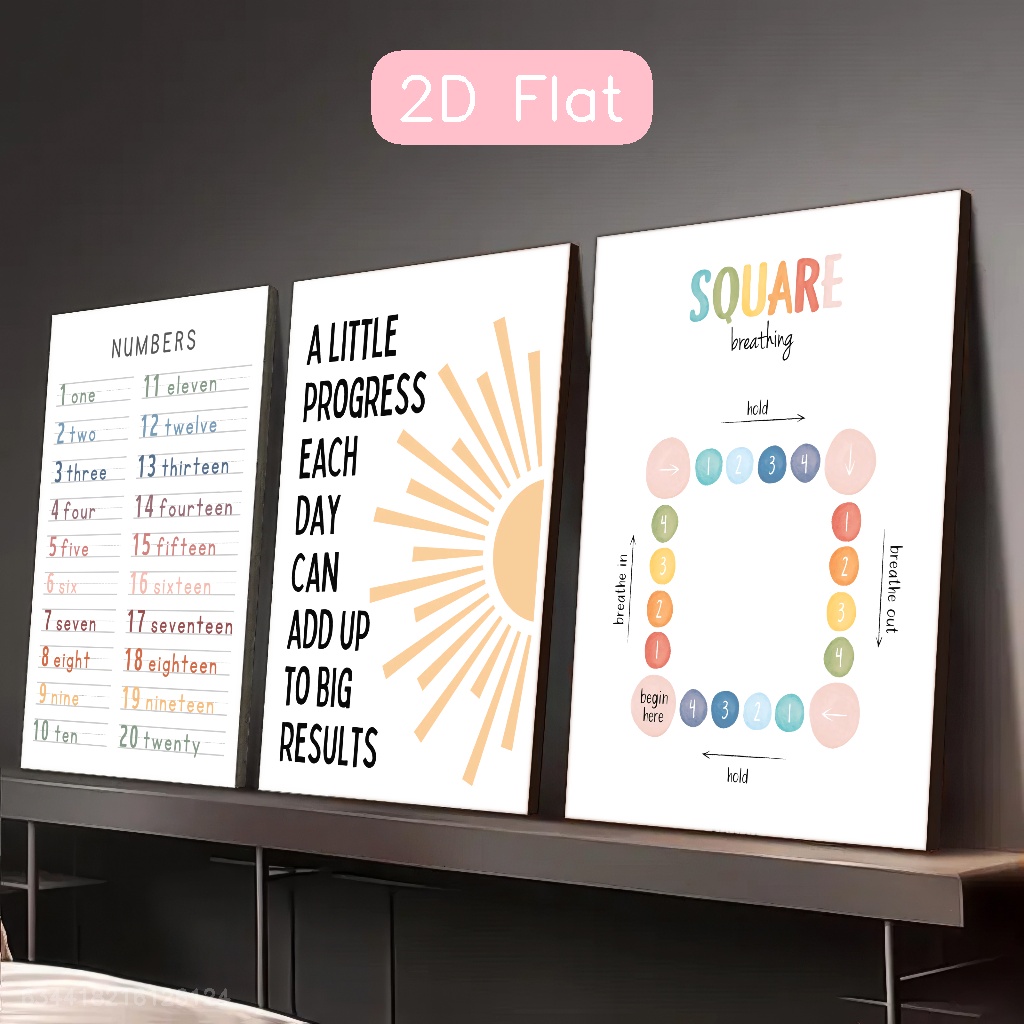 2D Flat
NUMBERS
1 one
2 two
3 three
4 four
5 five
6 six
7 seven
8 eight
9 nine
10 ten
11 eleven
12 twelve
13 thirteen
14 fourteen
15 fifteen
16 sixteen
17 seventeen
18 eighteen
19 nineteen
20 twenty
A LITTLE
PROGRESS
EACH
DAY
CAN
ADD UP
TO BIG
RESULTS
SQUARE
breathing
hold
1 2 3 4
4
3
2
1
breathe in
1
2
3
4
breathe out
begin
here
4 3 2 1
hold